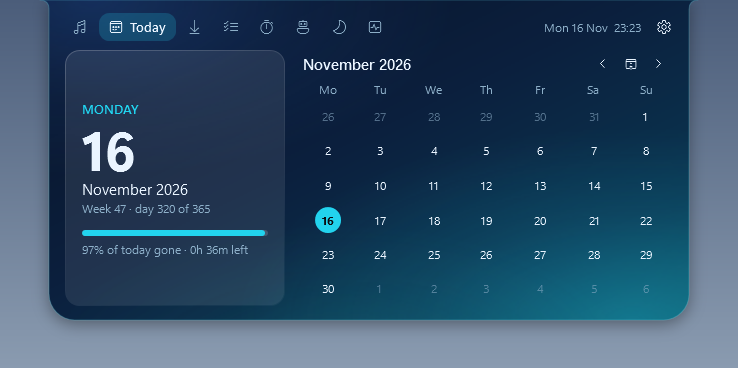 Today
Mon 16 Nov 23:23
MONDAY
16
November 2026
Week 47 · day 320 of 365
97% of today gone · 0h 36m left
November 2026
Mo Tu We Th Fr Sa Su
26 27 28 29 30 31 1
2 3 4 5 6 7 8
9 10 11 12 13 14 15
16 17 18 19 20 21 22
23 24 25 26 27 28 29
30 1 2 3 4 5 6